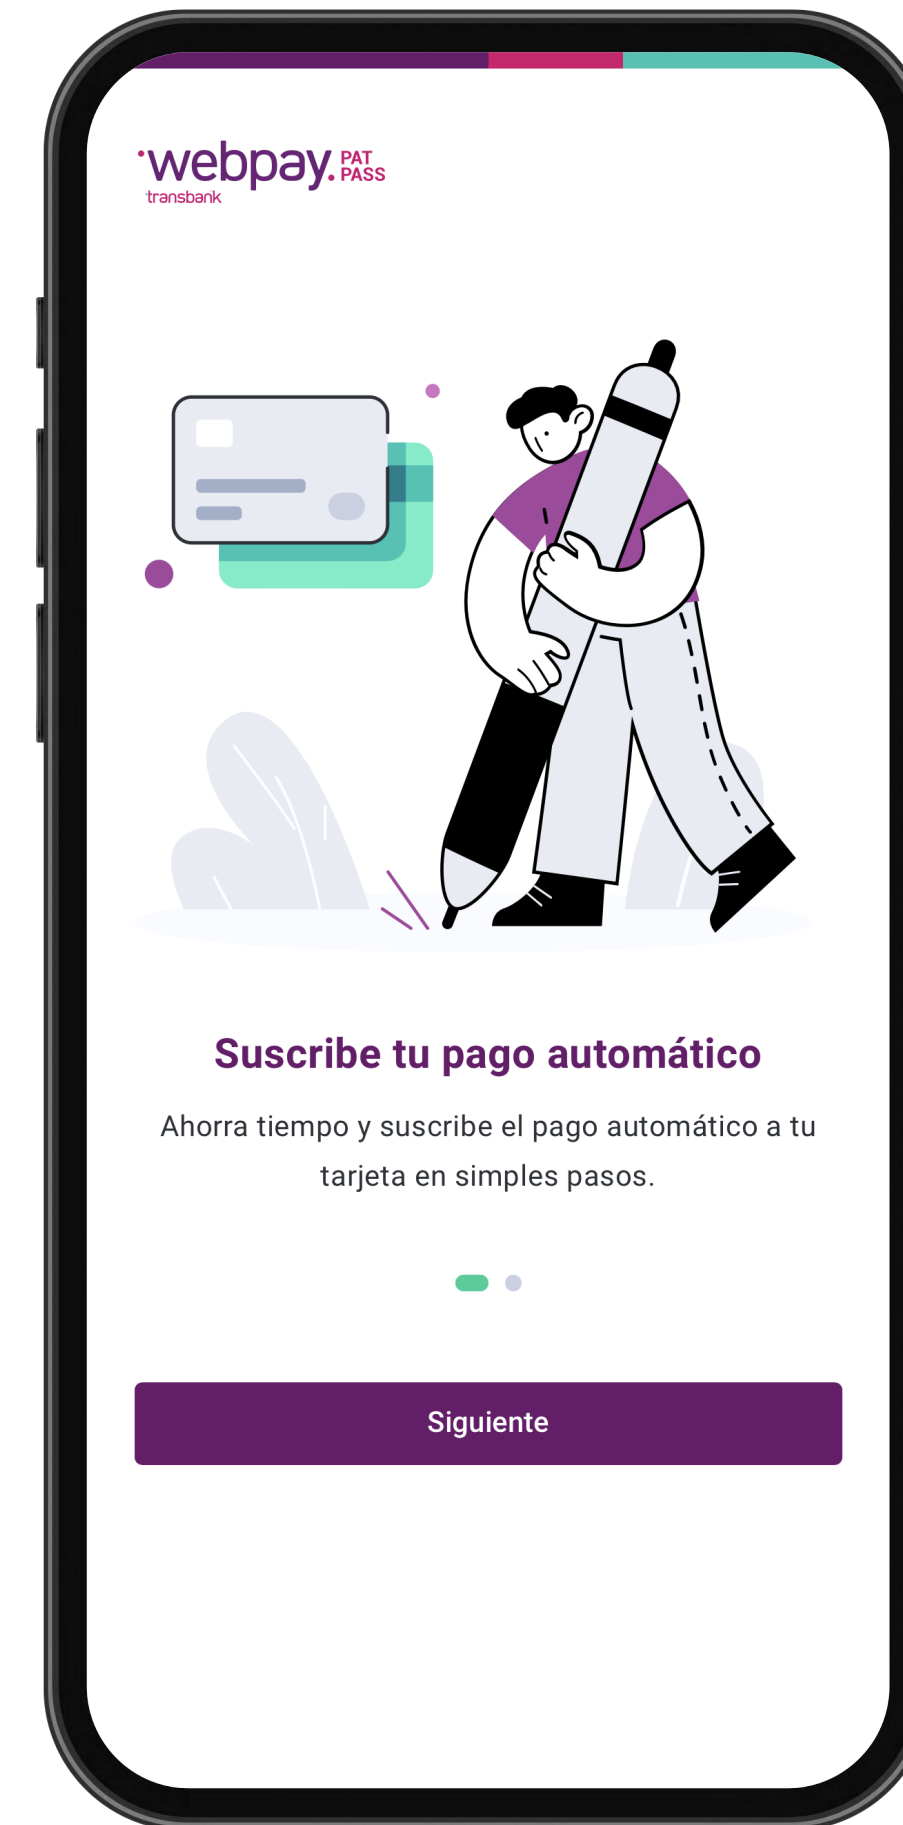 webpay.
PAT
PASS
transbank
Suscribe tu pago automático
Ahorra tiempo y suscribe el pago automático a tu
tarjeta en simples pasos.
Siguiente